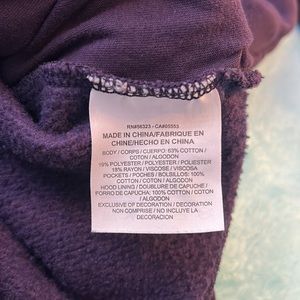 RN#56323 - CA#05553
MADE IN CHINA/FABRIQUE EN
CHINE/HECHO EN CHINA
BODY / CORPS / CUERPO: 63% COTTON /
COTON / ALGODON
19% POLYESTER / POLYESTER / POLIESTER
18% RAYON / VISCOSE / VISCOSA
POCKETS / POCHES / BOLSILLOS: 100%
COTTON / COTON / ALGODON
HOOD LINING / DOUBLURE DE CAPUCHE /
FORRO DE CAPUCHA: 100% COTTON / COTON
/ ALGODON
EXCLUSIVE OF DECORATION / DECORATION
NON COMPRISE / NO INCLUYE LA
DECORACION